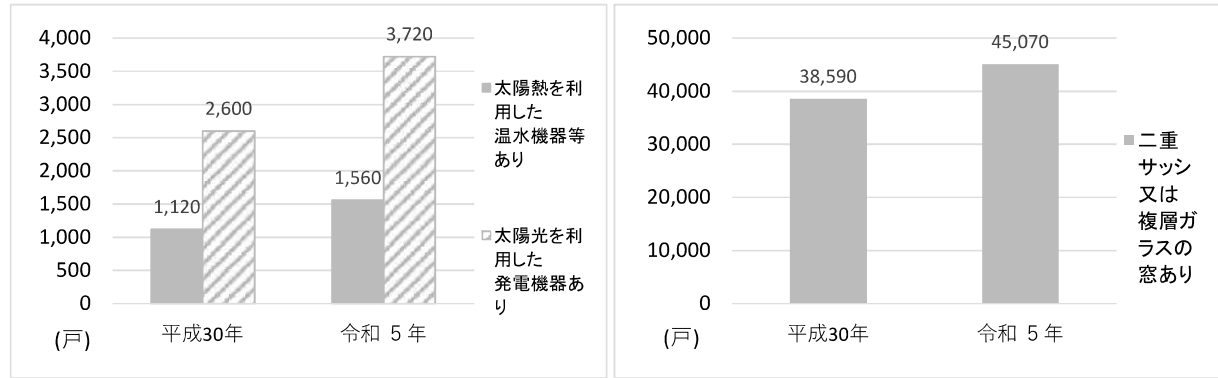 4,000
3,500
3,000
2,500
2,000
1,500
1,000
500
0
(戸)
1,120
2,600
1,560
3,720
平成30年
令和 5 年
太陽熱を利
用した
温水機器等
あり
太陽光を利
用した
発電機器あ
り
50,000
40,000
30,000
20,000
10,000
0
(戸)
38,590
45,070
平成30年
令和 5 年
二重
サッシ
又は
複層ガ
ラスの
窓あり